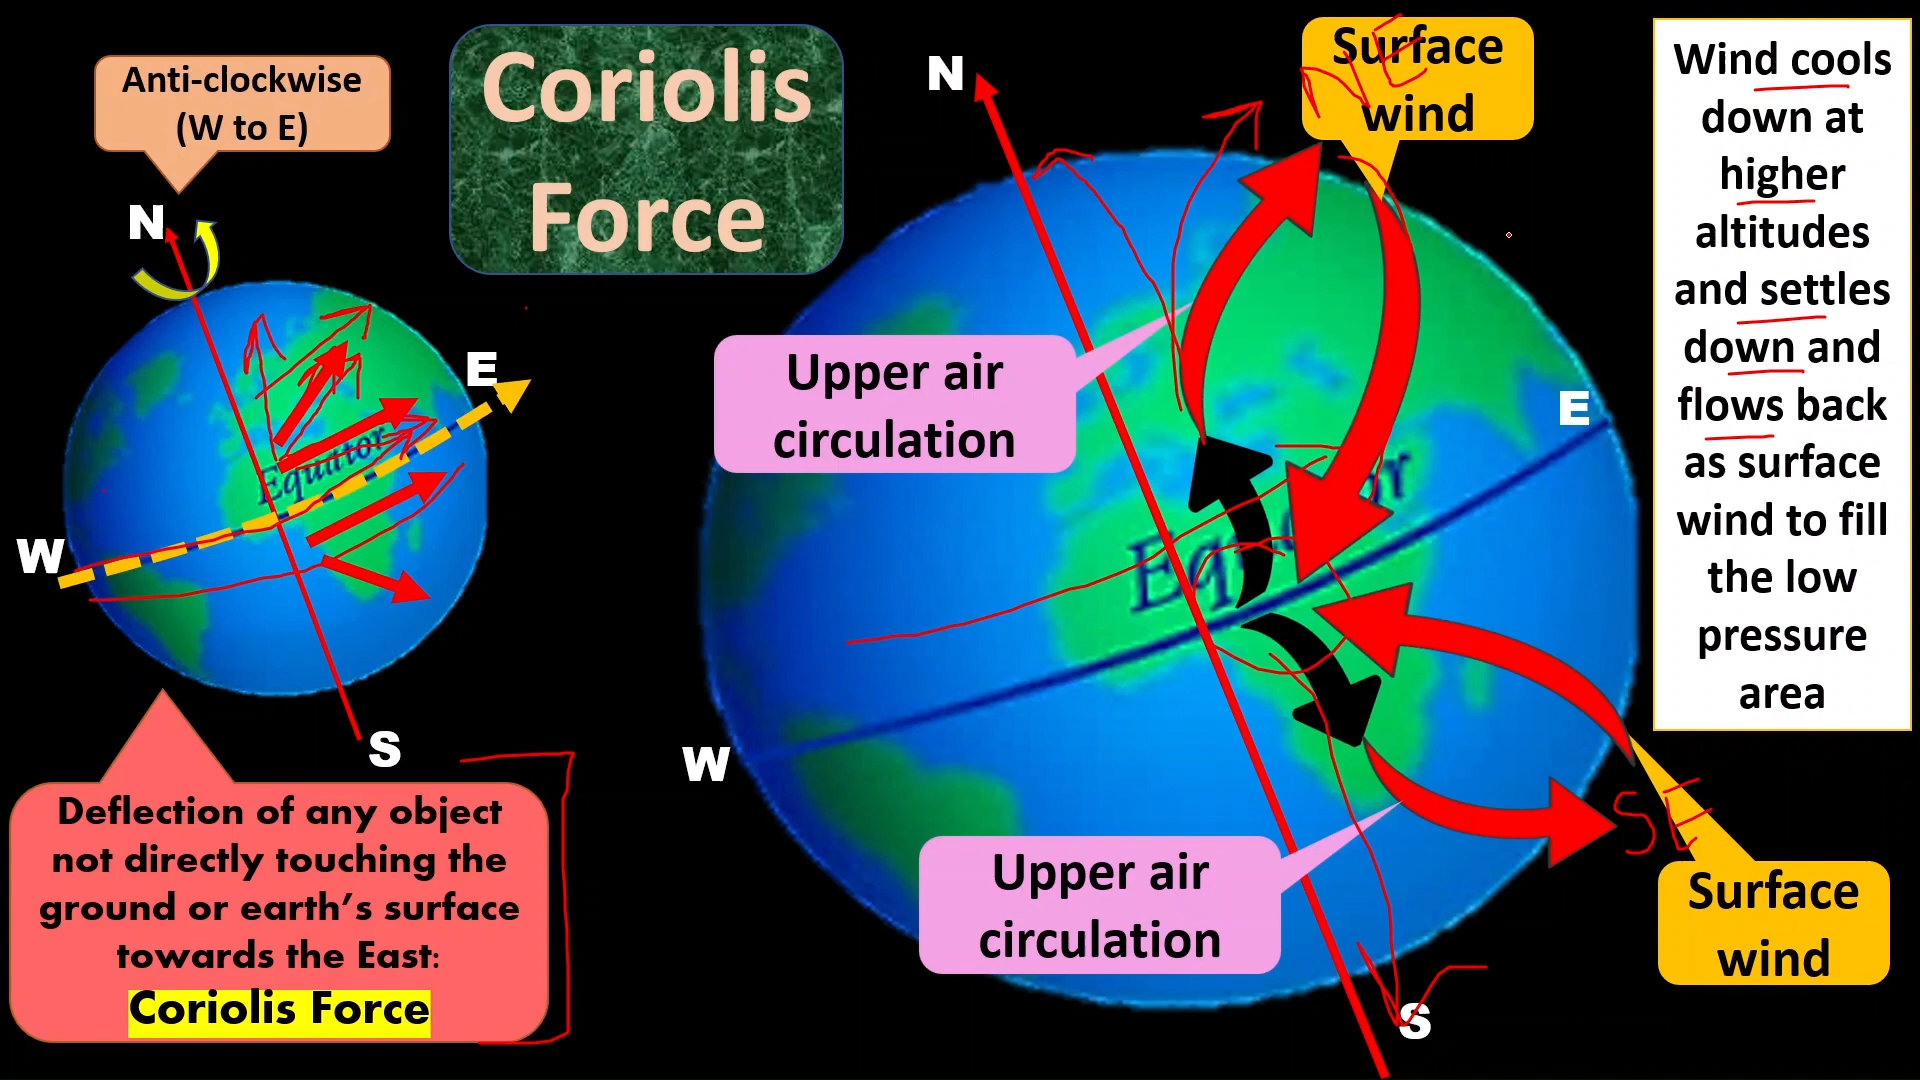 Coriolis
Force
Anti-clockwise
(W to E)
N
E
W
S
Equator
Deflection of any object
not directly touching the
ground or earth's surface
towards the East:
Coriolis Force
N
E
W
S
Upper air
circulation
Surface
wind
NE
Upper air
circulation
Surface
wind
SE
Wind cools
down at
higher
altitudes
and settles
down and
flows back
as surface
wind to fill
the low
pressure
area